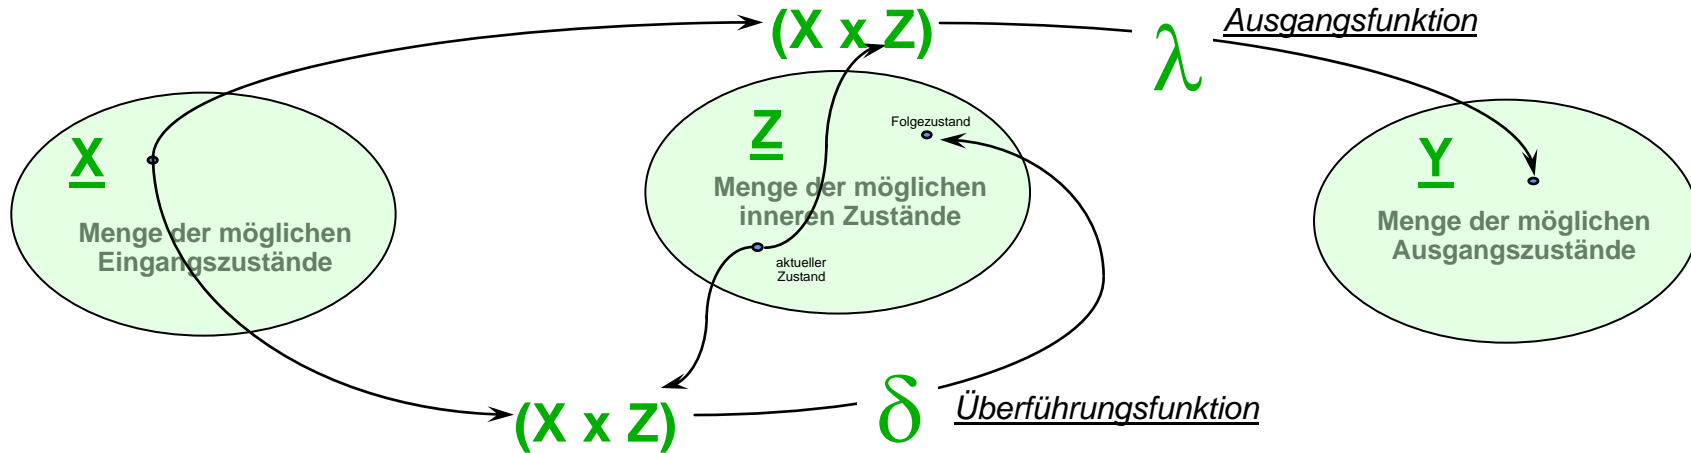 (X x Z)
λ
Ausgangsfunktion
X
Menge der möglichen
Eingangszustände
Z
Folgezustand
Menge der möglichen
inneren Zustände
aktueller
Zustand
Y
Menge der möglichen
Ausgangszustände
(X x Z)
δ
Überführungsfunktion